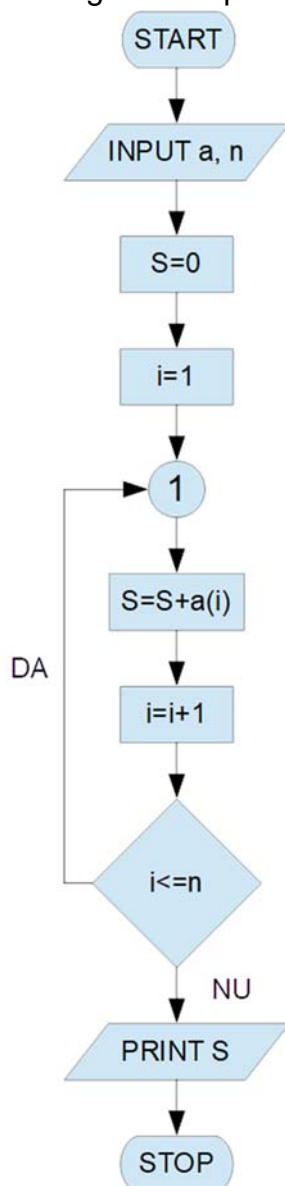 START
INPUT a, n
S=0
i=1
1
S=S+a(i)
DA
i=i+1
i<=n
NU
PRINT S
STOP